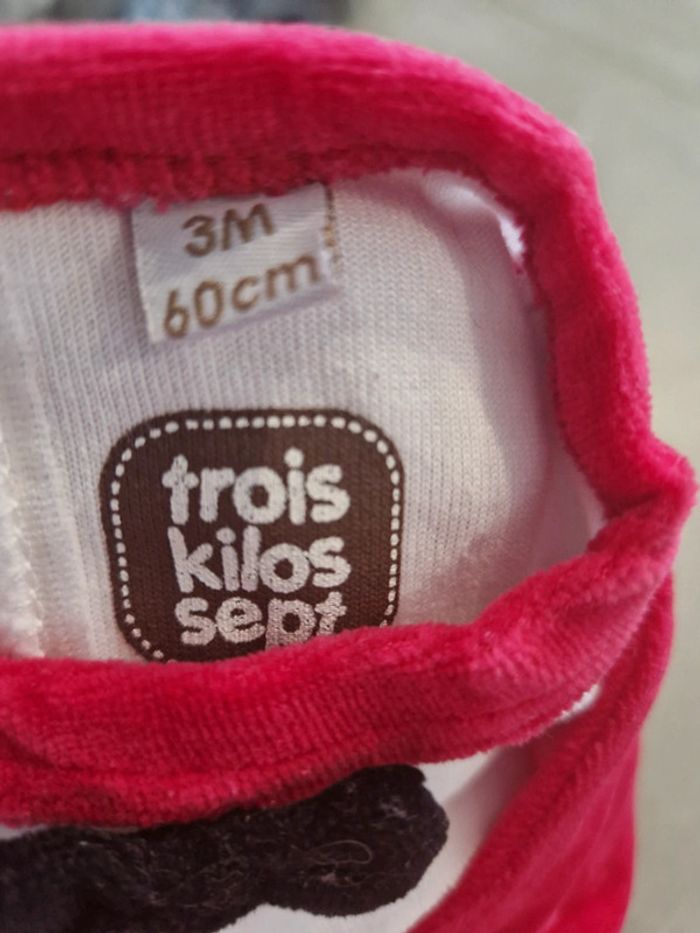 3M
60cm
trois
kilos
sept